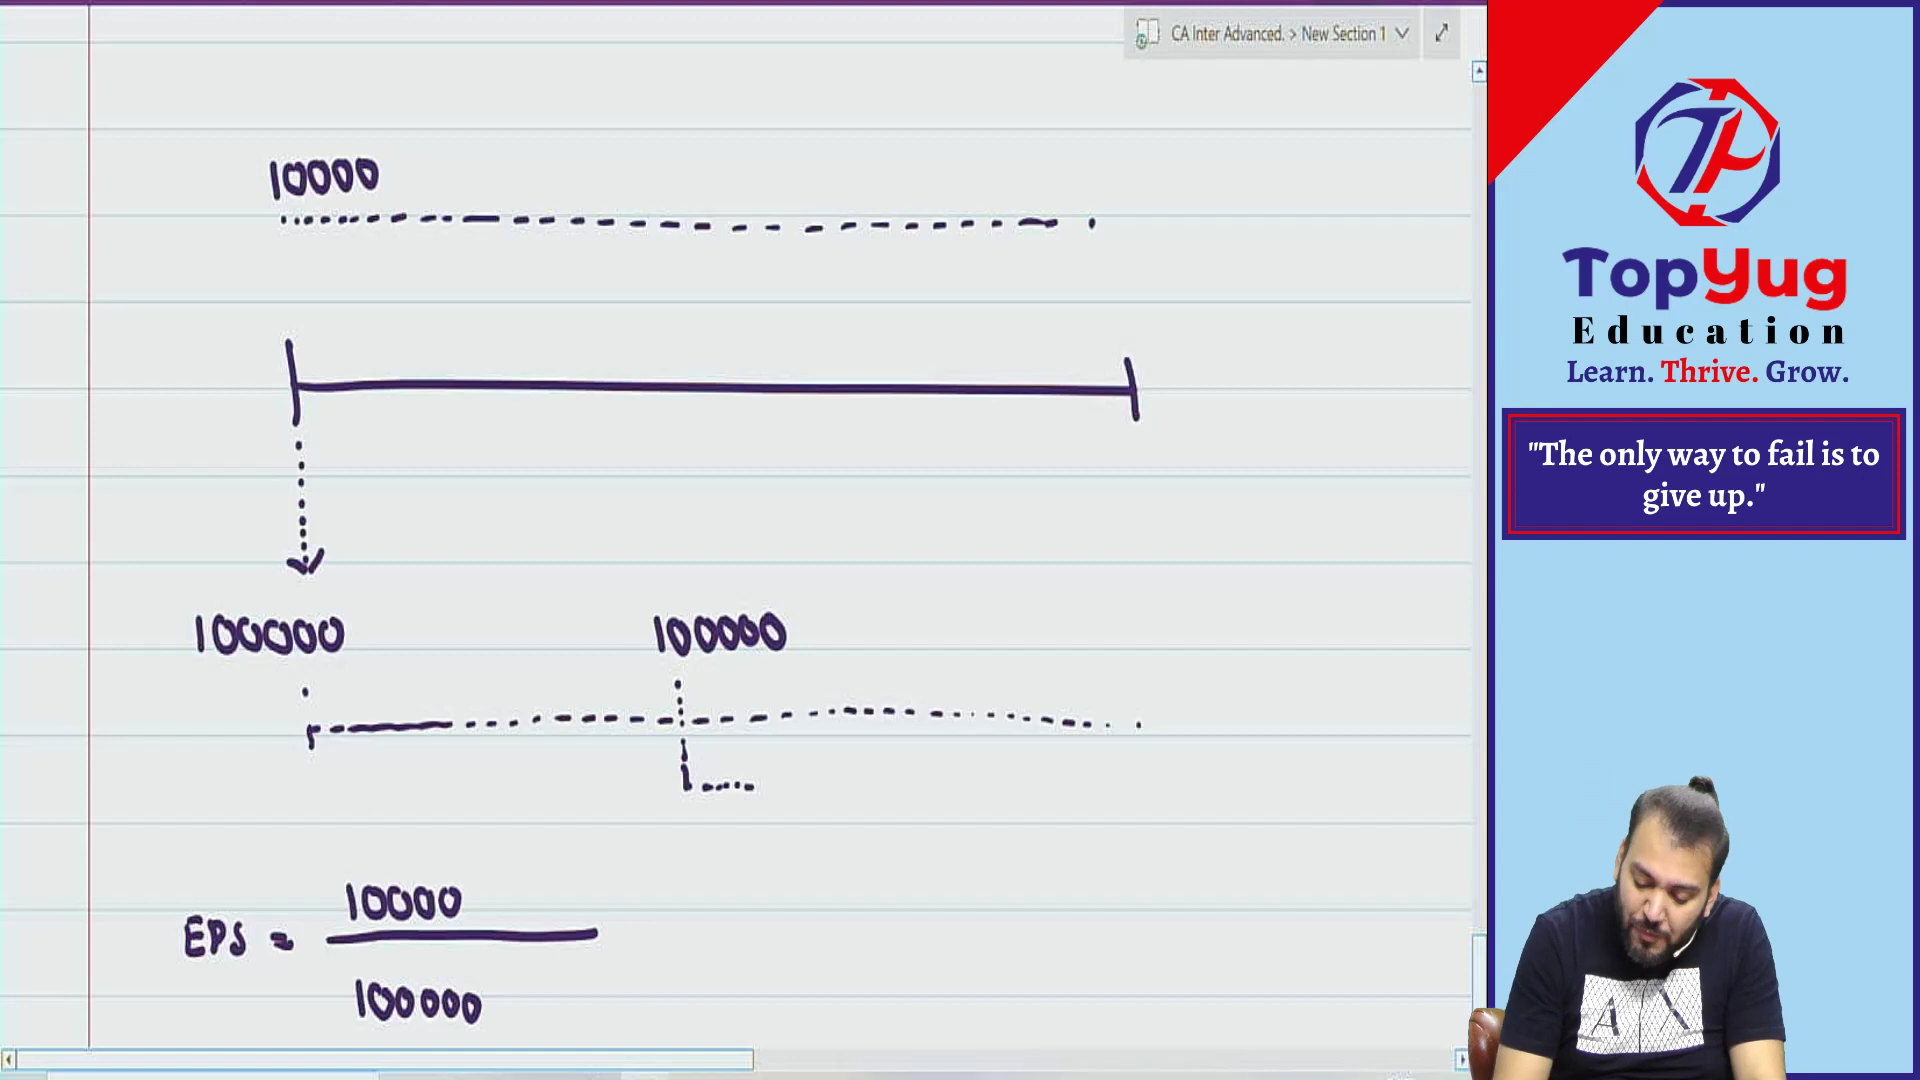 CA Inter Advanced. > New Section 1
10000
100000
100000
EPS =
10000
100000
TopYug
Education
Learn. Thrive. Grow.
"The only way to fail is to
give up."
A X